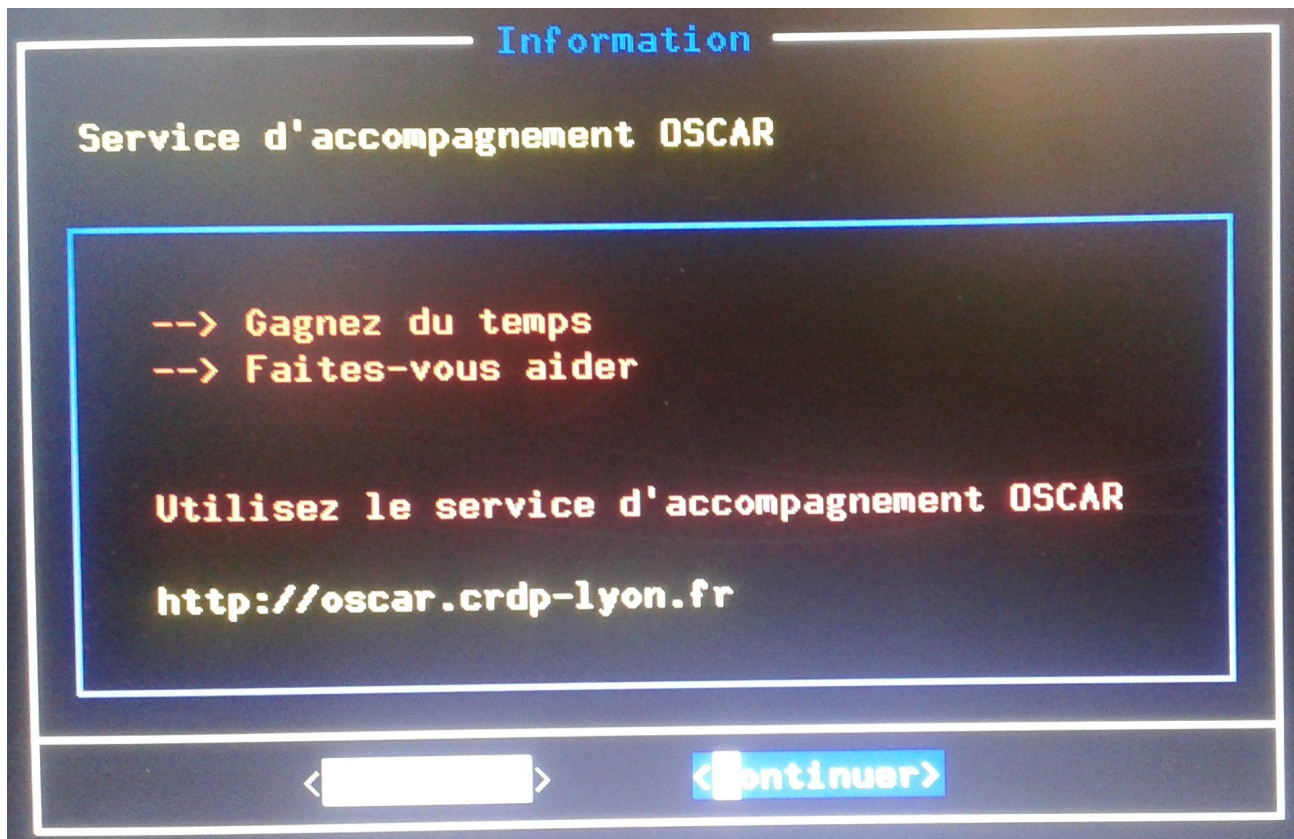 Information
Service d'accompagnement OSCAR
--> Gagnez du temps
--> Faites-vous aider
Utilisez le service d'accompagnement OSCAR
http://oscar.crdp-lyon.fr
< > <Continuer>